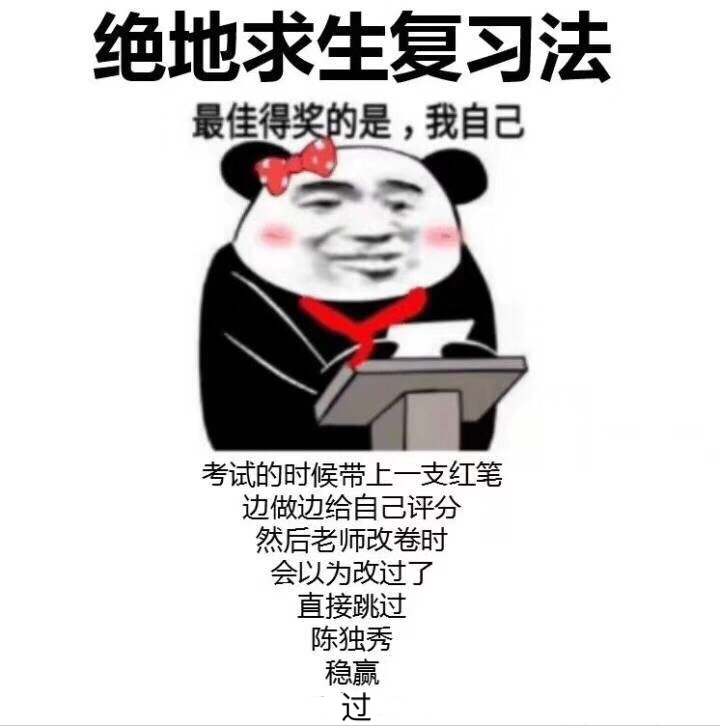 绝地求生复习法
最佳得奖的是，我自己
考试的时候带上一支红笔
边做边给自己评分
然后老师改卷时
会以为改过了
直接跳过
陈独秀
稳赢
过